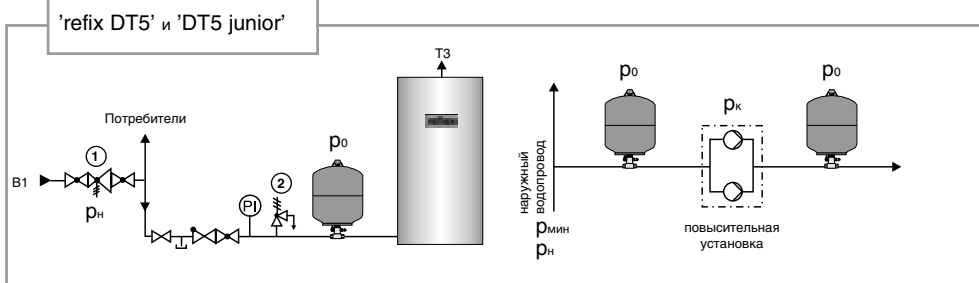 'refix DT5' и 'DT5 junior'
T3
Потребители
1
B1
pн
PI
2
p0
p0
pк
p0
наружный
водопровод
pмин
pн
повысительная
установка